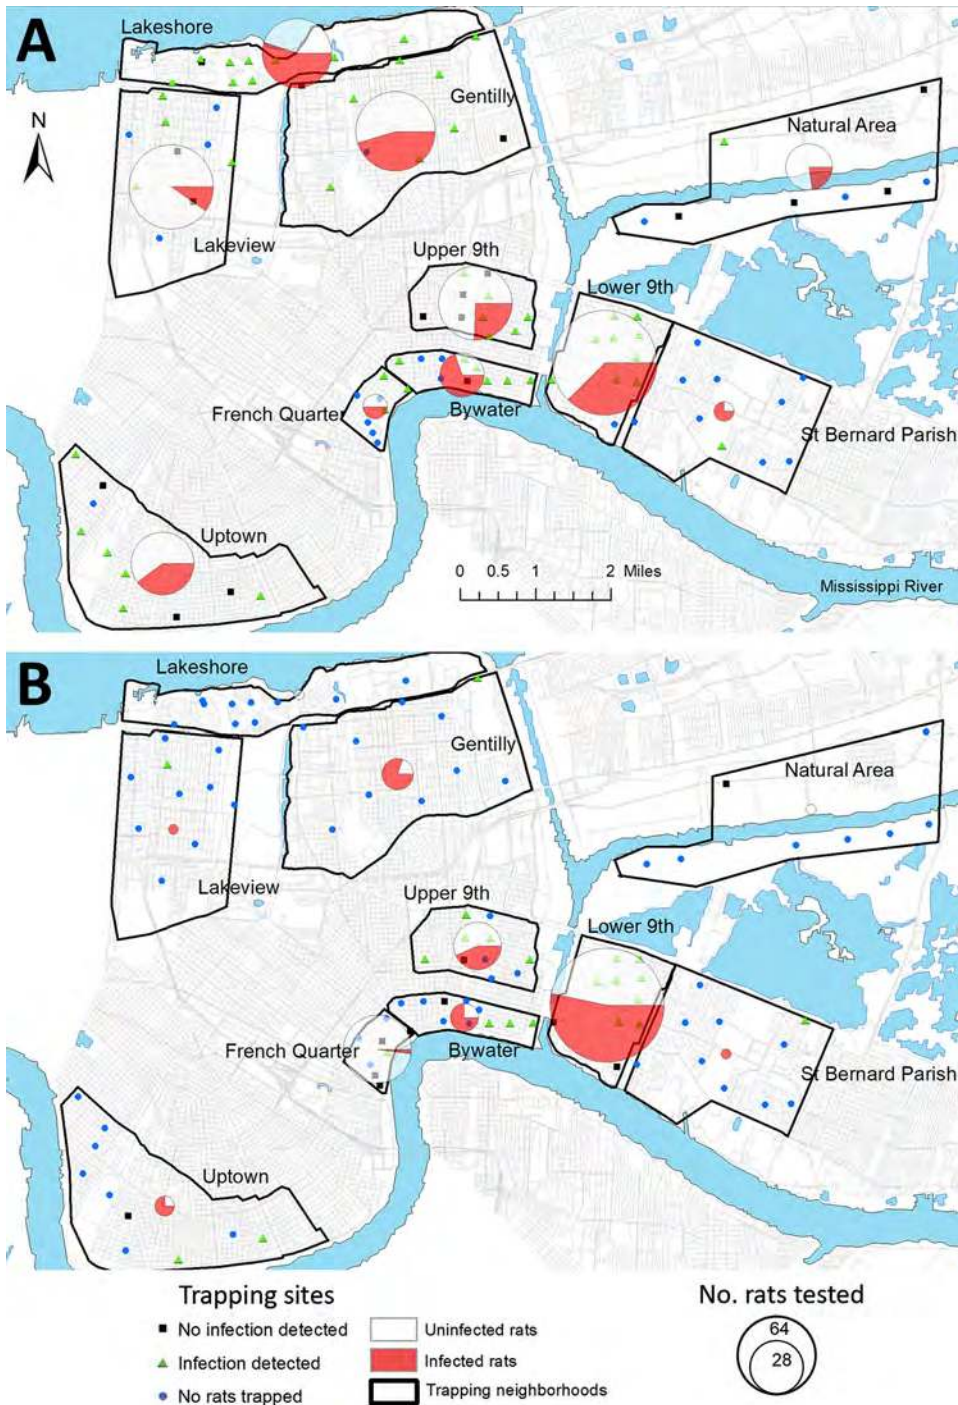 A
Lakeshore
N
Gentilly
Natural Area
Lakeview
Upper 9th
Lower 9th
French Quarter
Bywater
St Bernard Parish
Uptown
0 0.5 1 2 Miles
Mississippi River
B
Lakeshore
Gentilly
Natural Area
Lakeview
Upper 9th
Lower 9th
French Quarter
Bywater
St Bernard Parish
Uptown
Trapping sites
No infection detected
Infection detected
No rats trapped
Uninfected rats
Infected rats
Trapping neighborhoods
No. rats tested
64
28